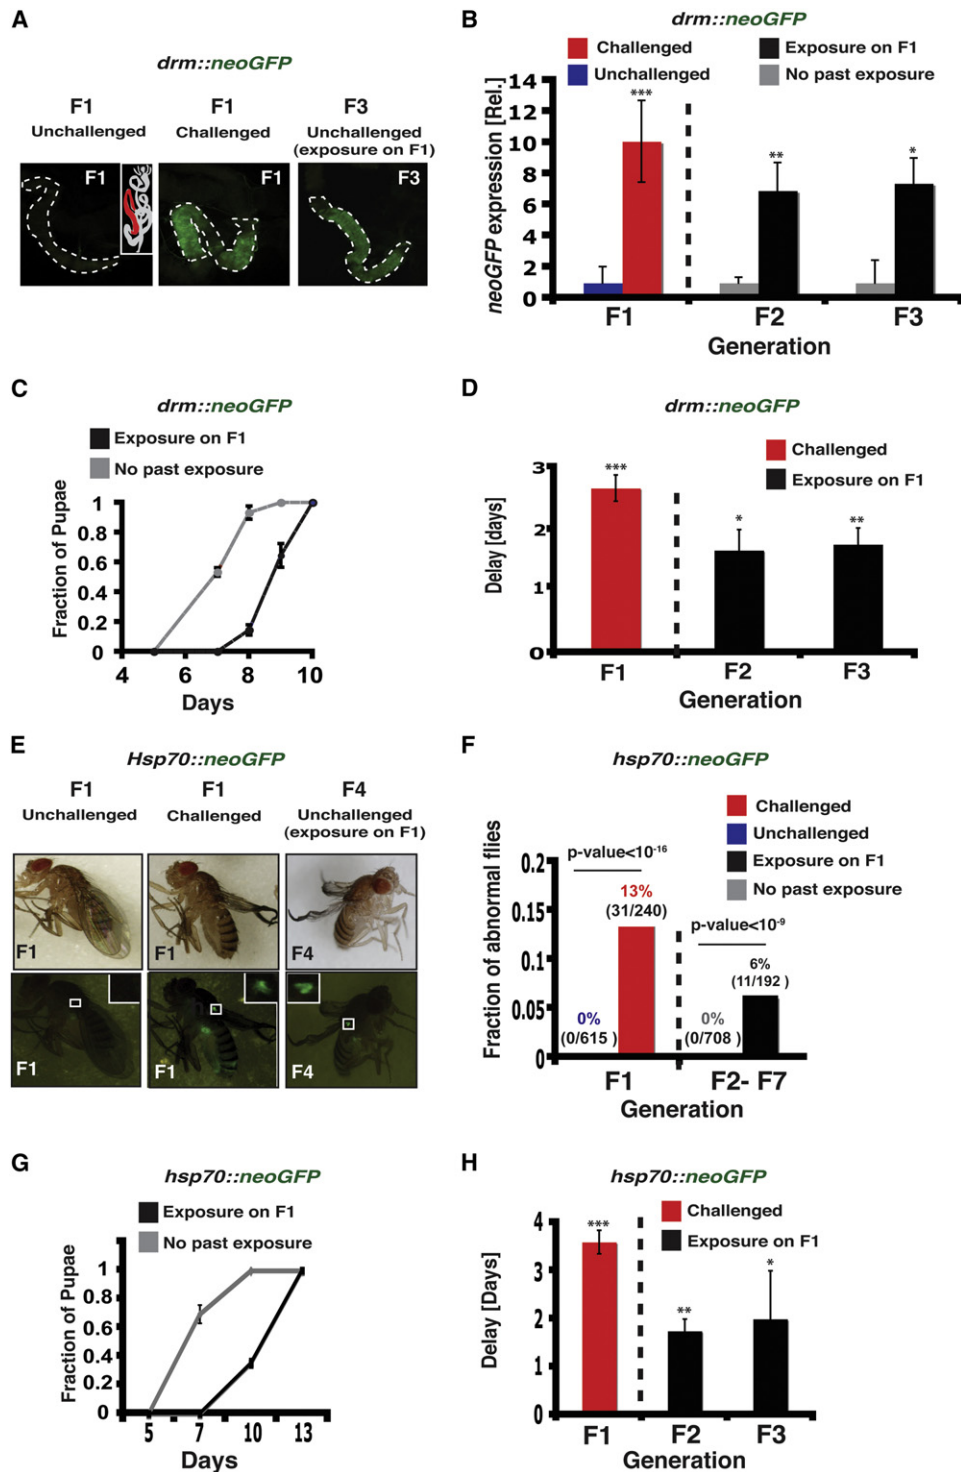 A
drm::neoGFP
F1
Unchallenged
F1
Challenged
F3
Unchallenged
(exposure on F1)
F1
F1
F3
B
drm::neoGFP
Challenged
Unchallenged
Exposure on F1
No past exposure
neoGFP expression [Rel.]
14
12
10
8
6
4
2
0
***
**
*
F1
F2
F3
Generation
C
drm::neoGFP
Exposure on F1
No past exposure
Fraction of Pupae
1
0.8
0.6
0.4
0.2
0
4
6
8
10
Days
D
drm::neoGFP
Challenged
Exposure on F1
Delay [days]
3
2
1
0
***
*
**
F1
F2
F3
Generation
E
Hsp70::neoGFP
F1
Unchallenged
F1
Challenged
F4
Unchallenged
(exposure on F1)
F1
F1
F4
F1
F1
F4
F
hsp70::neoGFP
Challenged
Unchallenged
Exposure on F1
No past exposure
Fraction of abnormal flies
0.2
0.15
0.1
0.05
0
p-value<10-16
13%
(31/240)
0%
(0/615)
p-value<10-9
6%
(11/192)
0%
(0/708)
F1
F2- F7
Generation
G
hsp70::neoGFP
Exposure on F1
No past exposure
Fraction of Pupae
1
0.8
0.6
0.4
0.2
0
5
7
10
13
Days
H
hsp70::neoGFP
Challenged
Exposure on F1
Delay [Days]
4
3
2
1
0
***
**
*
F1
F2
F3
Generation